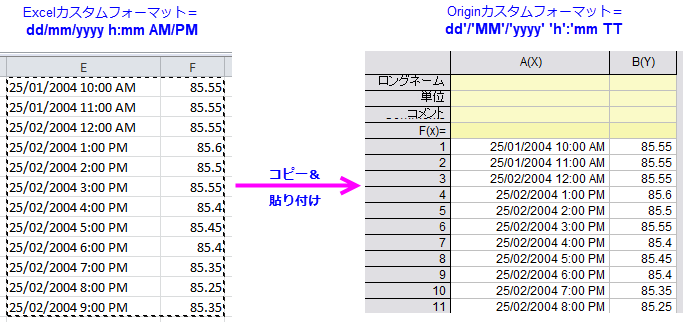 Excelカスタムフォーマット＝
dd/mm/yyyy h:mm AM/PM
Originカスタムフォーマット＝
dd'/'MM'/'yyyy' 'h':'mm TT
E F
25/01/2004 10:00 AM 85.55
25/01/2004 11:00 AM 85.55
25/02/2004 12:00 AM 85.55
25/02/2004 1:00 PM 85.6
25/02/2004 2:00 PM 85.5
25/02/2004 3:00 PM 85.55
25/02/2004 4:00 PM 85.4
25/02/2004 5:00 PM 85.45
25/02/2004 6:00 PM 85.4
25/02/2004 7:00 PM 85.35
25/02/2004 8:00 PM 85.25
25/02/2004 9:00 PM 85.35
コピー&
貼り付け
A(X) B(Y)
ロングネーム
単位
コメント
F(x)=
1 25/01/2004 10:00 AM 85.55
2 25/01/2004 11:00 AM 85.55
3 25/02/2004 12:00 AM 85.55
4 25/02/2004 1:00 PM 85.6
5 25/02/2004 2:00 PM 85.5
6 25/02/2004 3:00 PM 85.55
7 25/02/2004 4:00 PM 85.4
8 25/02/2004 5:00 PM 85.45
9 25/02/2004 6:00 PM 85.4
10 25/02/2004 7:00 PM 85.35
11 25/02/2004 8:00 PM 85.25